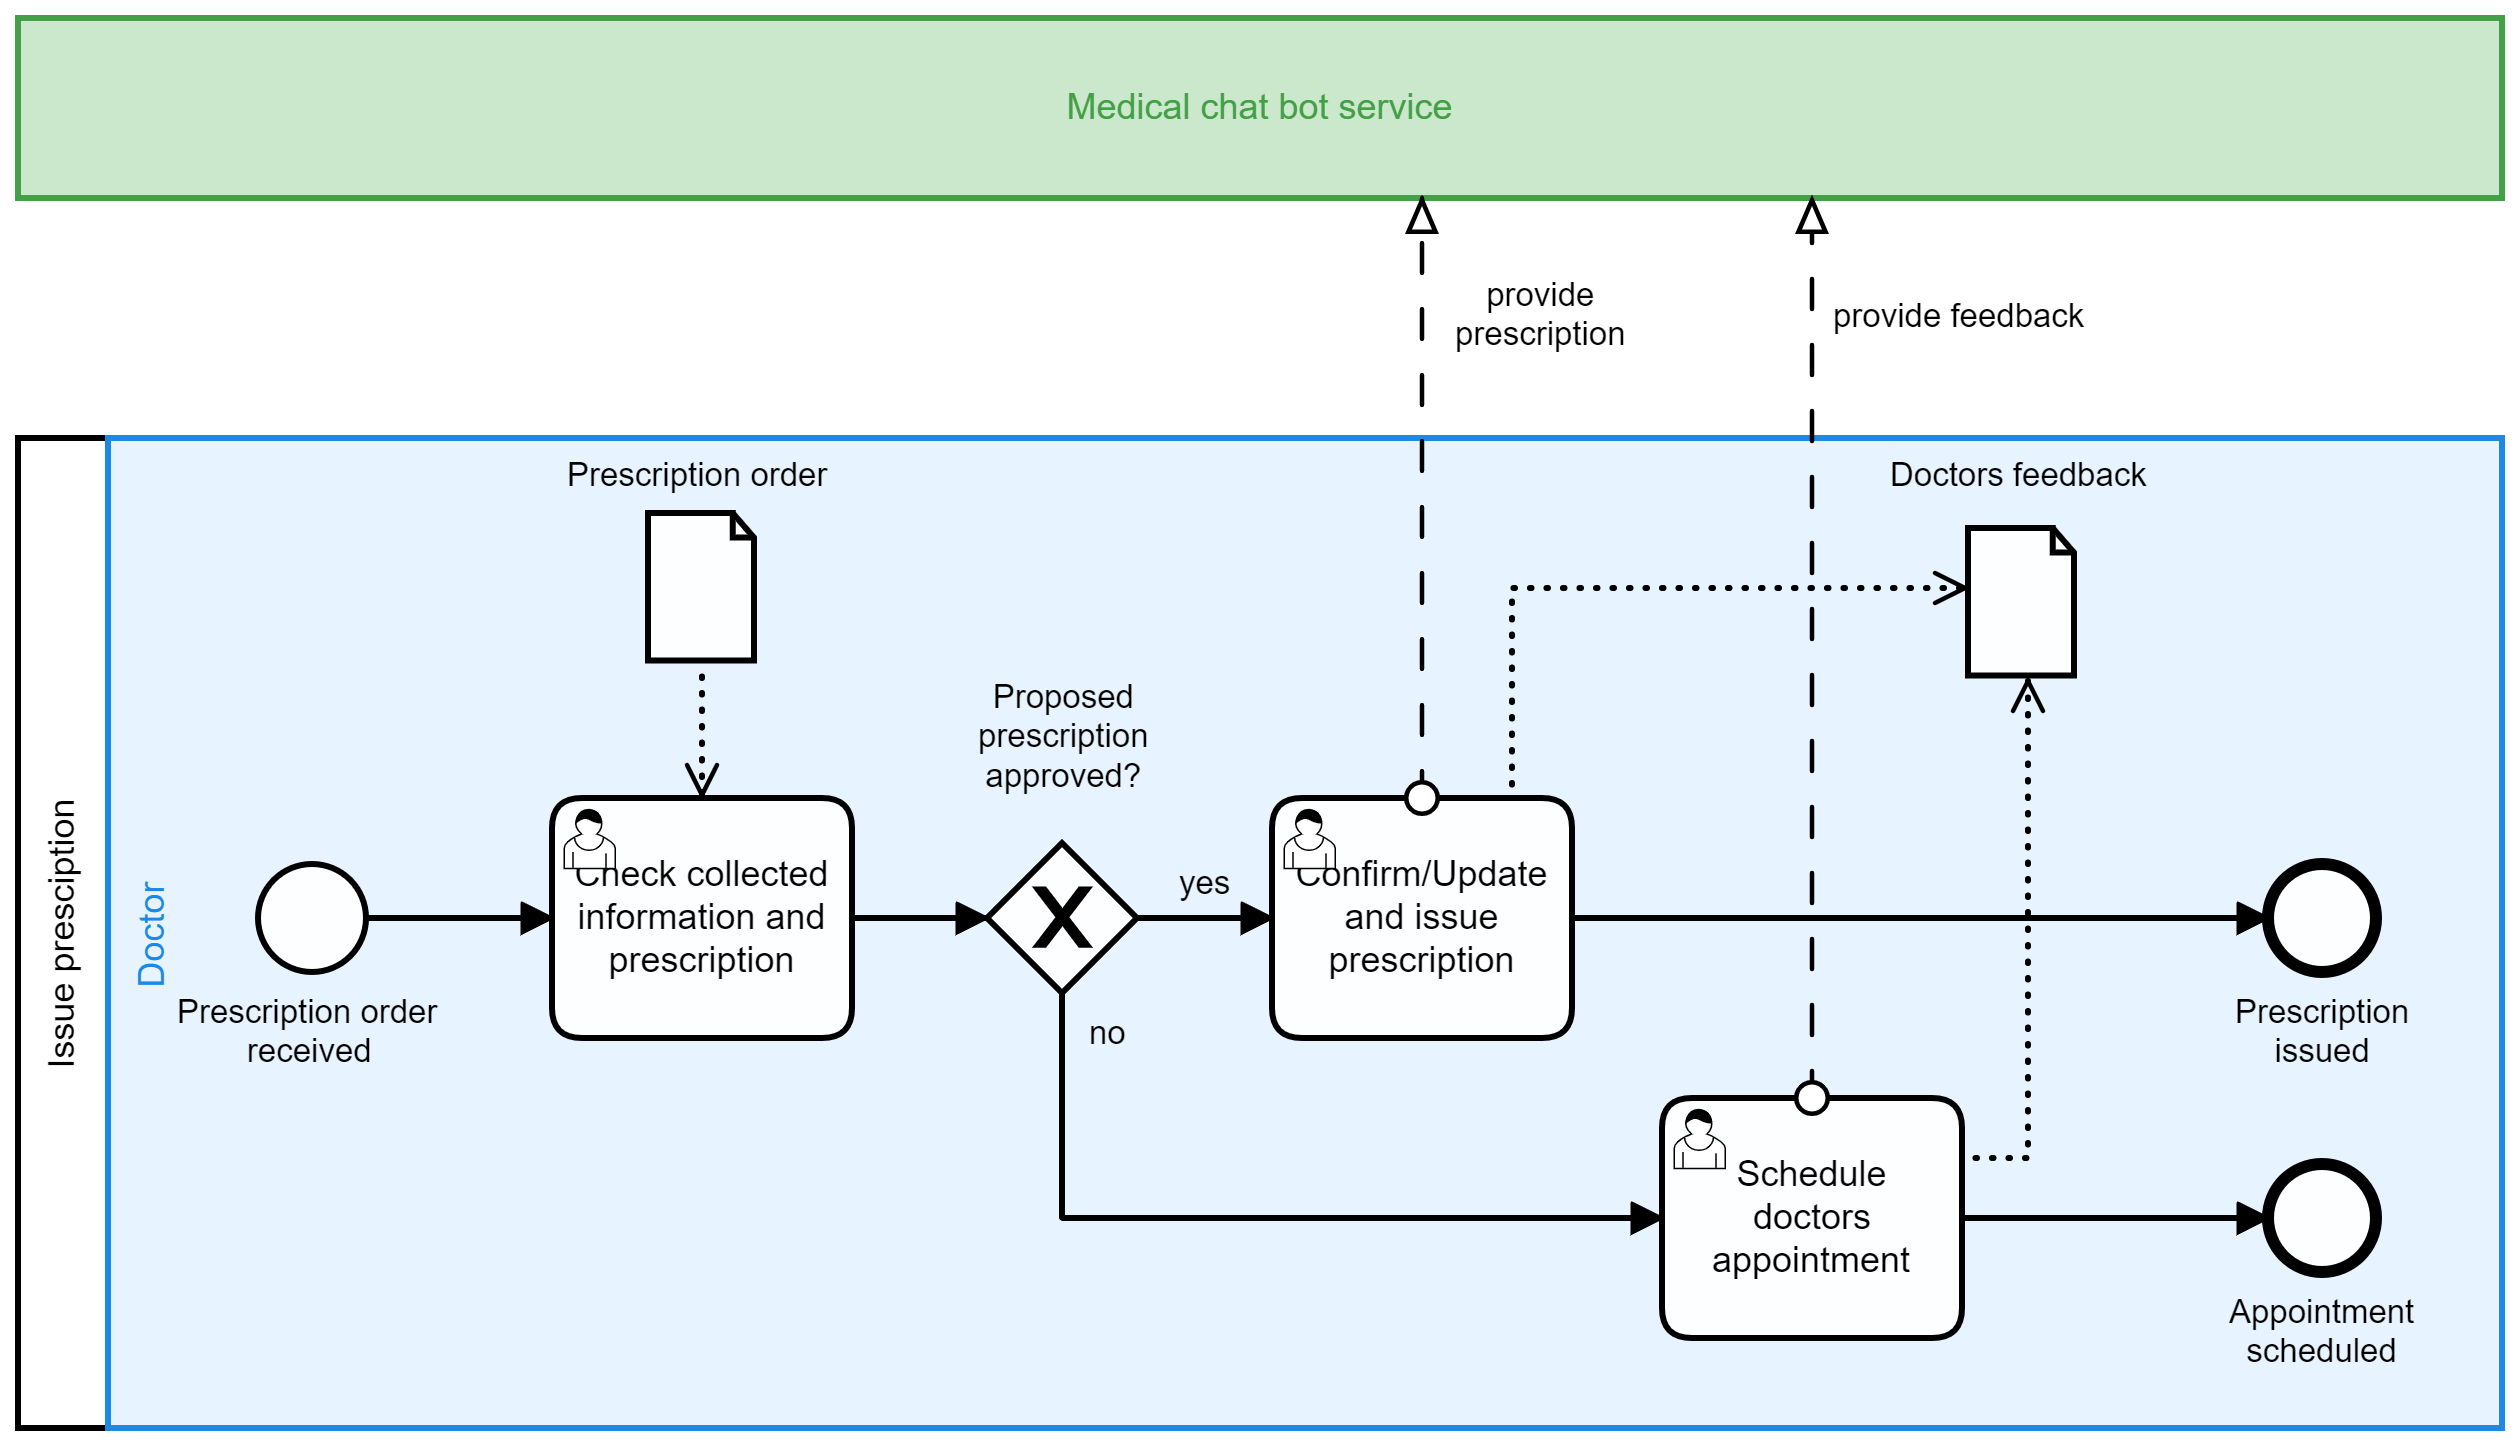 Medical chat bot service
provide
prescription
provide feedback
Issue presciption
Doctor
Prescription order
Doctors feedback
Proposed
prescription
approved?
Prescription order
received
Check collected
information and
prescription
yes
no
Confirm/Update
and issue
prescription
Prescription
issued
Schedule
doctors
appointment
Appointment
scheduled